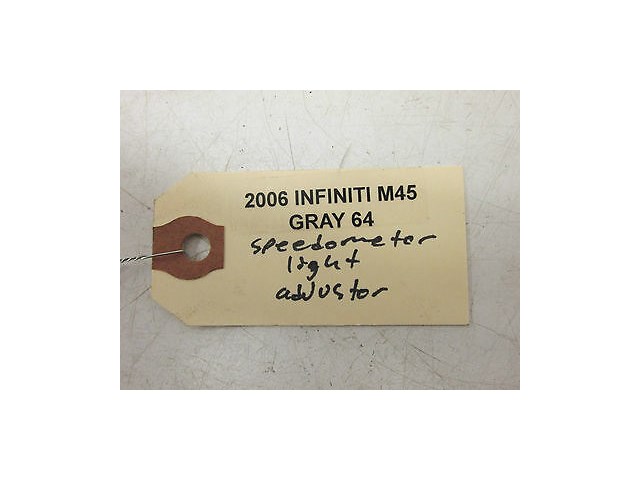 2006 INFINITI M45
GRAY 64
speedometer
light
adjustor